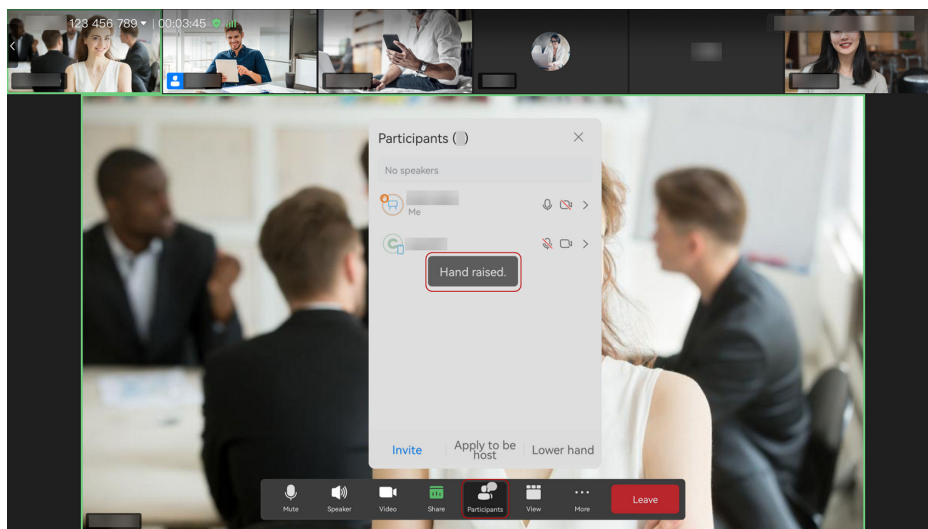 123 456 789 | 00:03:45
Participants ( )
No speakers
Me
Hand raised.
Invite
Apply to be
host
Lower hand
Mute
Speaker
Video
Share
Participants
View
More
Leave